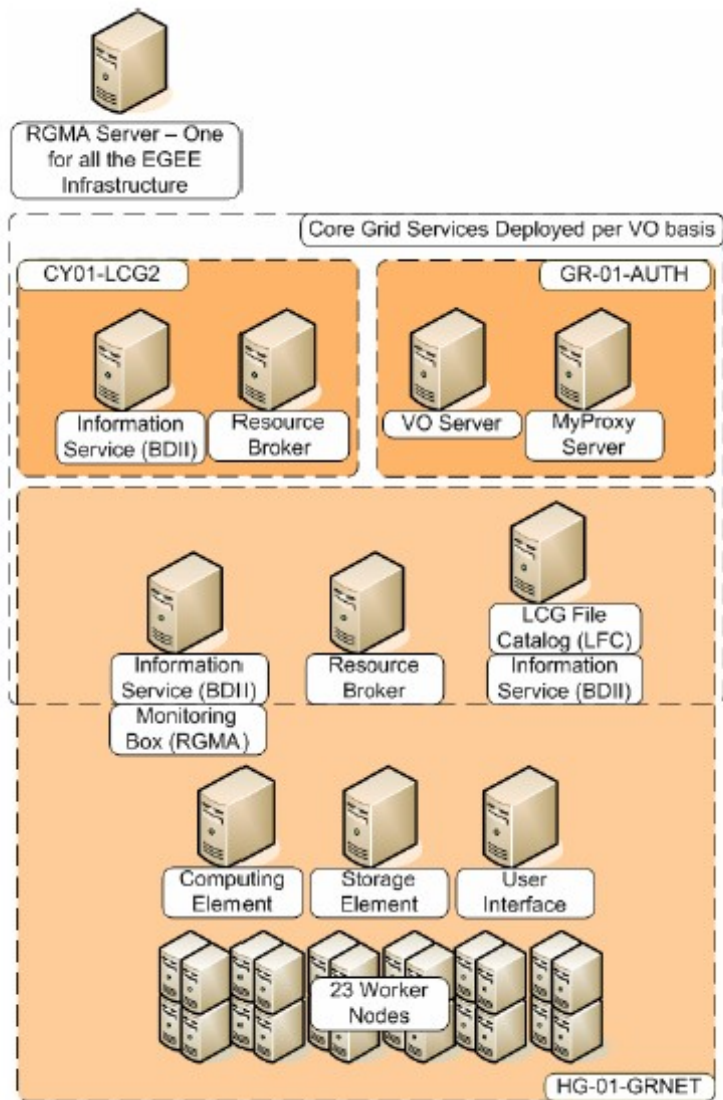 RGMA Server – One
for all the EGEE
Infrastructure
Core Grid Services Deployed per VO basis
CY01-LCG2
GR-01-AUTH
Information
Service (BDII)
Resource
Broker
VO Server
MyProxy
Server
Information
Service (BDII)
Monitoring
Box (RGMA)
Resource
Broker
LCG File
Catalog (LFC)
Information
Service (BDII)
Computing
Element
Storage
Element
User
Interface
23 Worker
Nodes
HG-01-GRNET